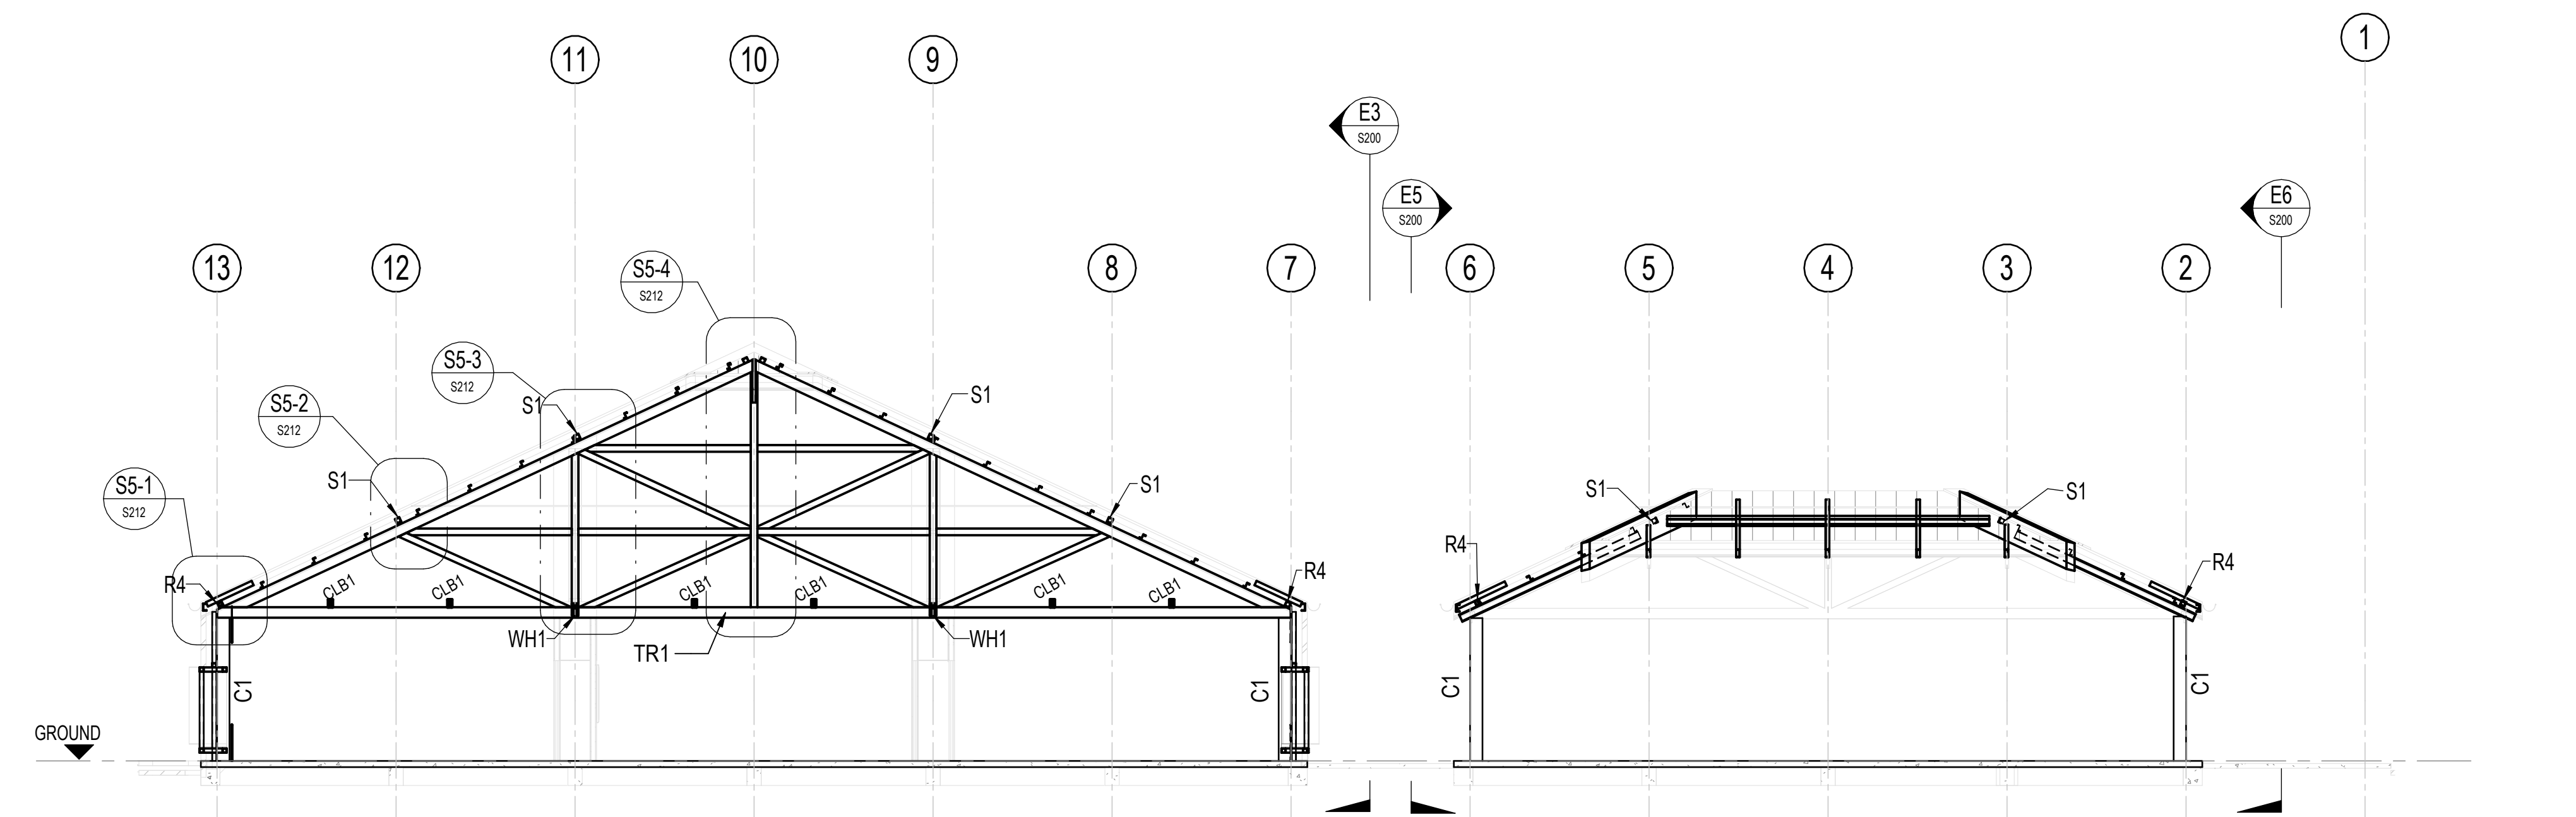 1
11
10
9
E3
S200
E5
S200
E6
S200
13
12
S5-4
S212
8
7
6
5
4
3
2
S5-3
S212
S5-2
S212
S1
S1
S5-1
S212
S1
S1
S1
S1
R4
CLB1
CLB1
CLB1
CLB1
CLB1
CLB1
R4
R4
R4
WH1
TR1
WH1
C1
C1
C1
C1
GROUND